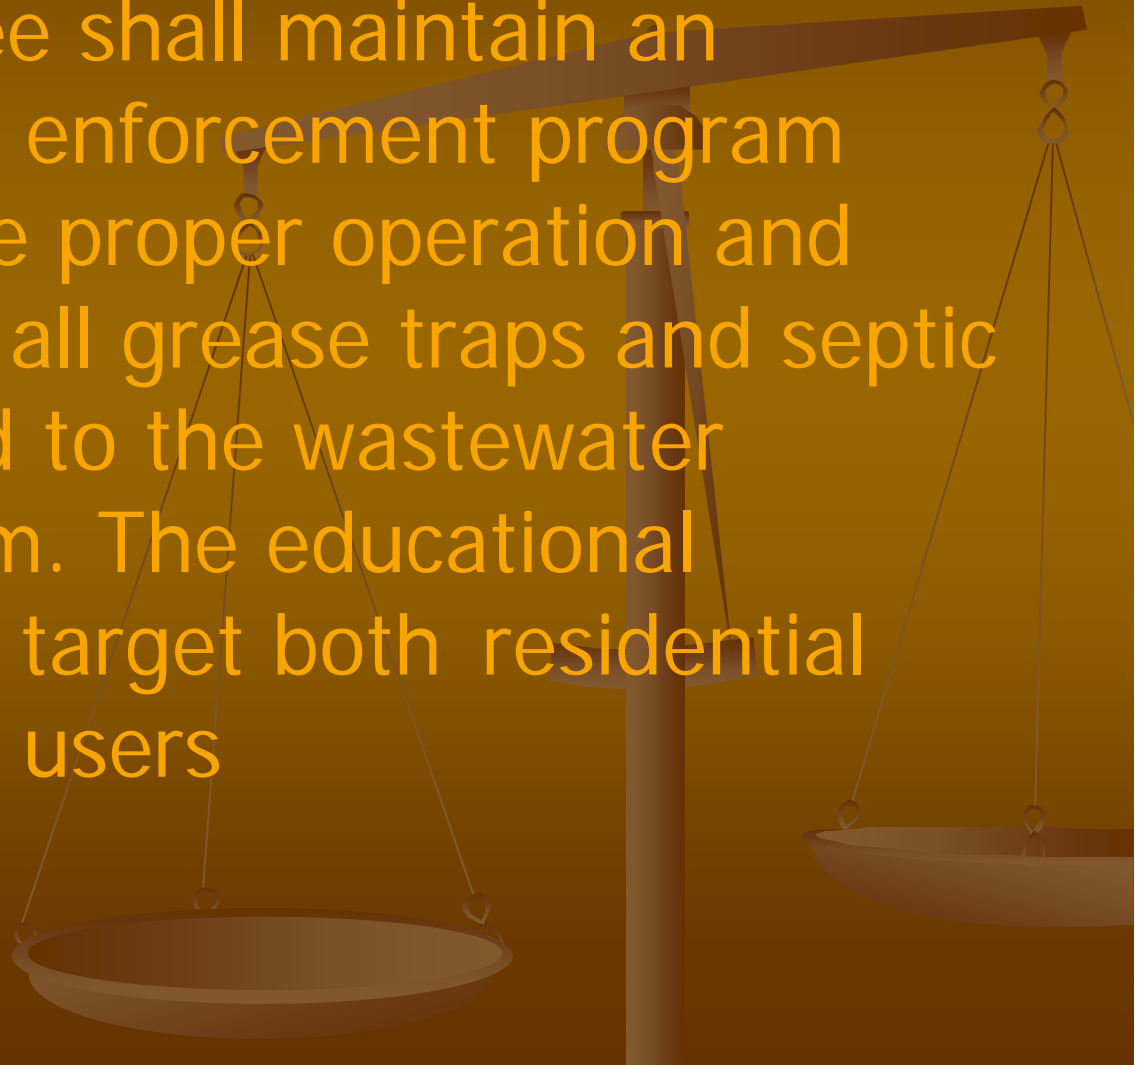 ee shall maintain an
enforcement program
e proper operation and
all grease traps and septic
d to the wastewater
m. The educational
target both residential
users